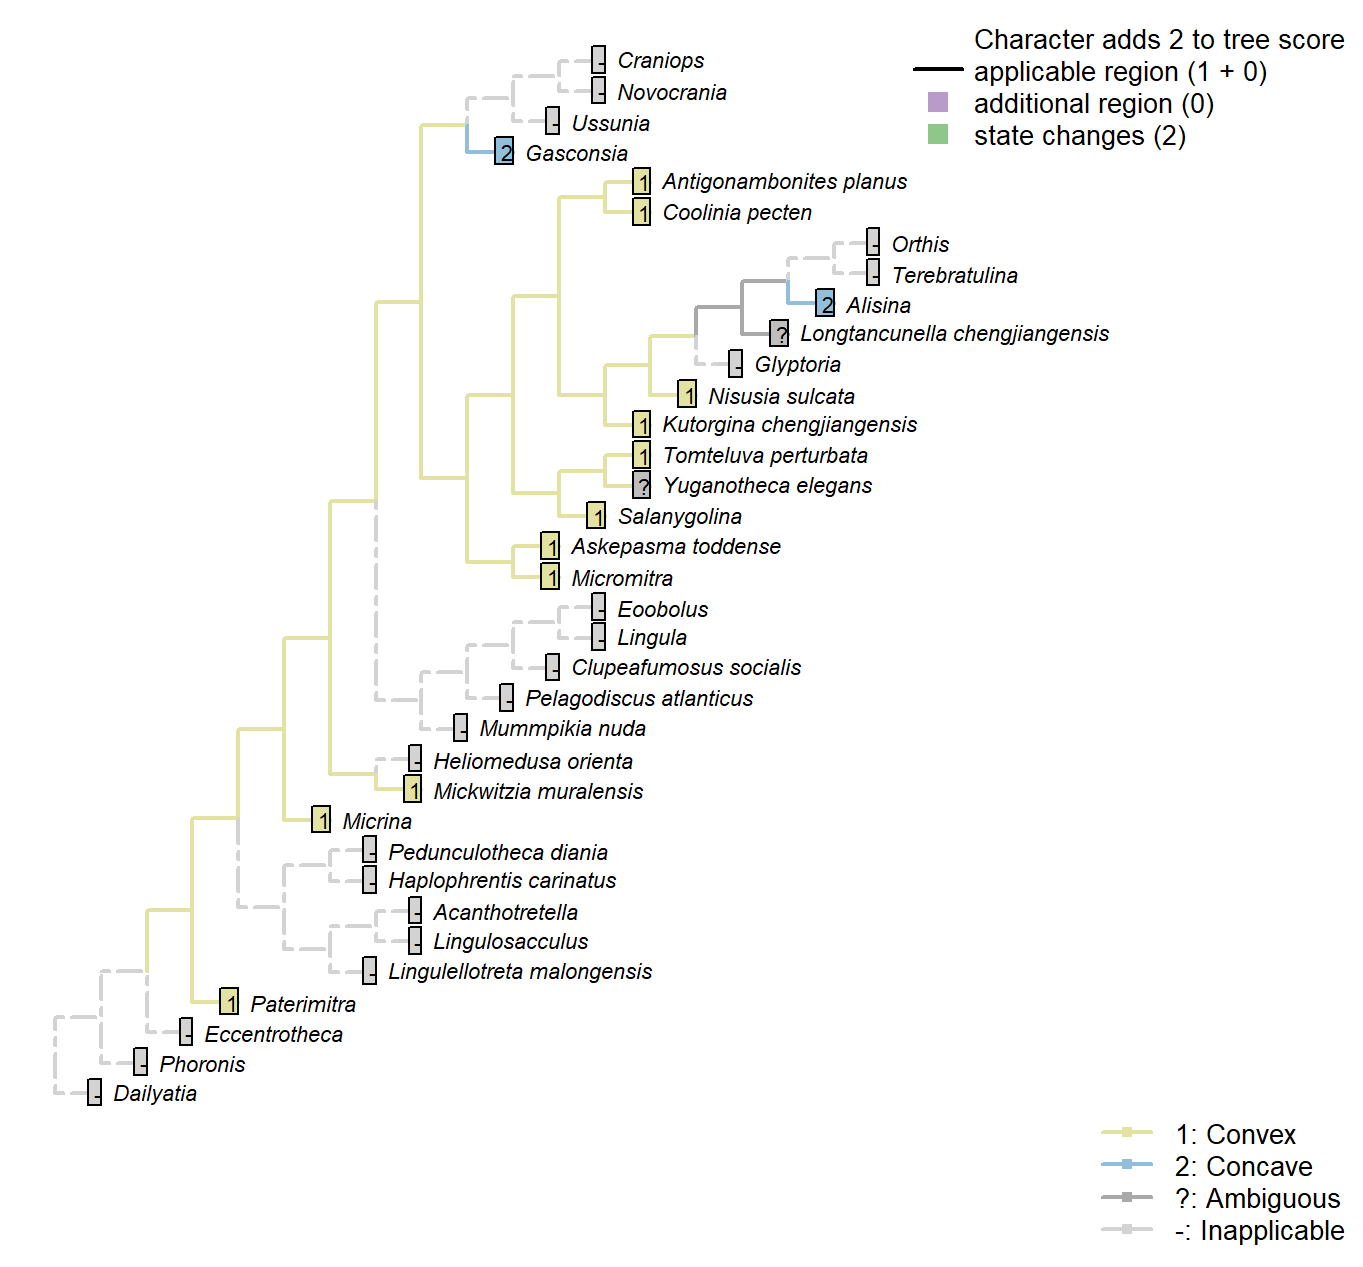 Character adds 2 to tree score
applicable region (1 + 0)
additional region (0)
state changes (2)
- Craniops
- Novocrania
- Ussunia
2 Gasconsia
1 Antigonambonites planus
1 Coolinia pecten
- Orthis
- Terebratulina
2 Alisina
? Longtancunella chengjiangensis
- Glyptoria
1 Nisusia sulcata
1 Kutorgina chengjiangensis
1 Tomteluva perturbata
? Yuganotheca elegans
1 Salanygolina
1 Askepasma toddense
1 Micromitra
- Eoobolus
- Lingula
- Clupeafumosus socialis
- Pelagodiscus atlanticus
- Mummpikia nuda
- Heliomedusa orienta
1 Mickwitzia muralensis
1 Micrina
- Pedunculotheca diania
- Haplophrentis carinatus
- Acanthotretella
- Lingulosacculus
- Lingulellotreta malongensis
1 Paterimitra
- Eccentrotheca
- Phoronis
- Dailyatia
1: Convex
2: Concave
?: Ambiguous
-: Inapplicable